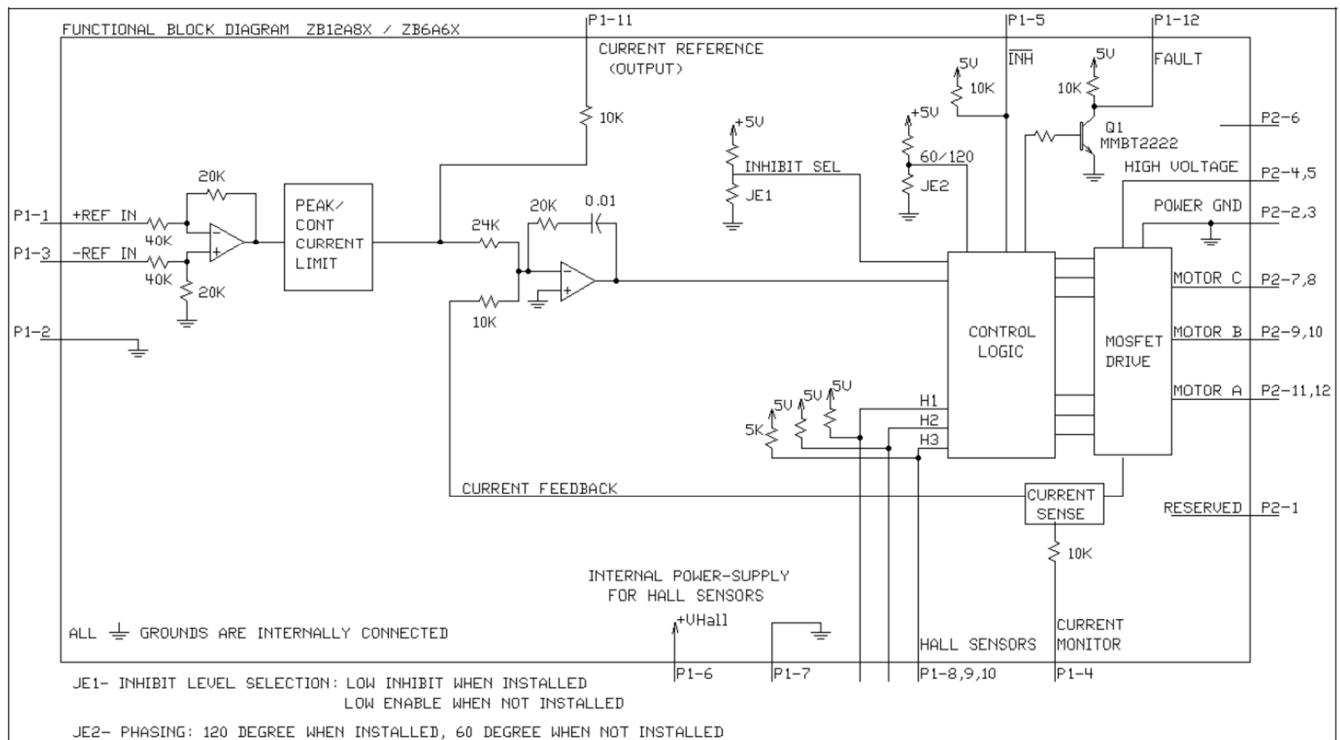 FUNCTIONAL BLOCK DIAGRAM ZB12A8X / ZB6A6X
P1-11
P1-5
P1-12
CURRENT REFERENCE
(OUTPUT)
INH
FAULT
5V
10K
5V
10K
10K
+5V
INHIBIT SEL
JE1
+5V
60/120
JE2
Q1
MMBT2222
P2-6
HIGH VOLTAGE
P2-4,5
POWER GND
P2-2,3
20K
P1-1
+REF IN
40K
P1-3
-REF IN
40K
20K
PEAK/
CONT
CURRENT
LIMIT
24K
20K
0.01
10K
P1-2
CONTROL
LOGIC
MOSFET
DRIVE
MOTOR C
P2-7,8
MOTOR B
P2-9,10
MOTOR A
P2-11,12
5V
5V
5V
5K
H1
H2
H3
CURRENT FEEDBACK
CURRENT
SENSE
RESERVED
P2-1
10K
INTERNAL POWER-SUPPLY
FOR HALL SENSORS
+VHall
ALL GROUNDS ARE INTERNALLY CONNECTED
HALL SENSORS
CURRENT
MONITOR
P1-6
P1-7
P1-8,9,10
P1-4
JE1- INHIBIT LEVEL SELECTION: LOW INHIBIT WHEN INSTALLED
LOW ENABLE WHEN NOT INSTALLED
JE2- PHASING: 120 DEGREE WHEN INSTALLED, 60 DEGREE WHEN NOT INSTALLED